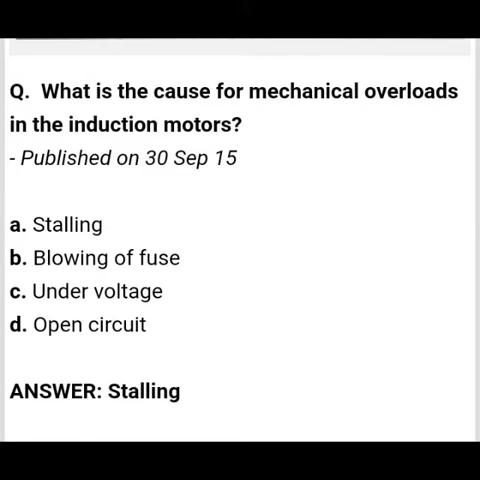 Q. What is the cause for mechanical overloads
in the induction motors?
- Published on 30 Sep 15
a. Stalling
b. Blowing of fuse
c. Under voltage
d. Open circuit
ANSWER: Stalling